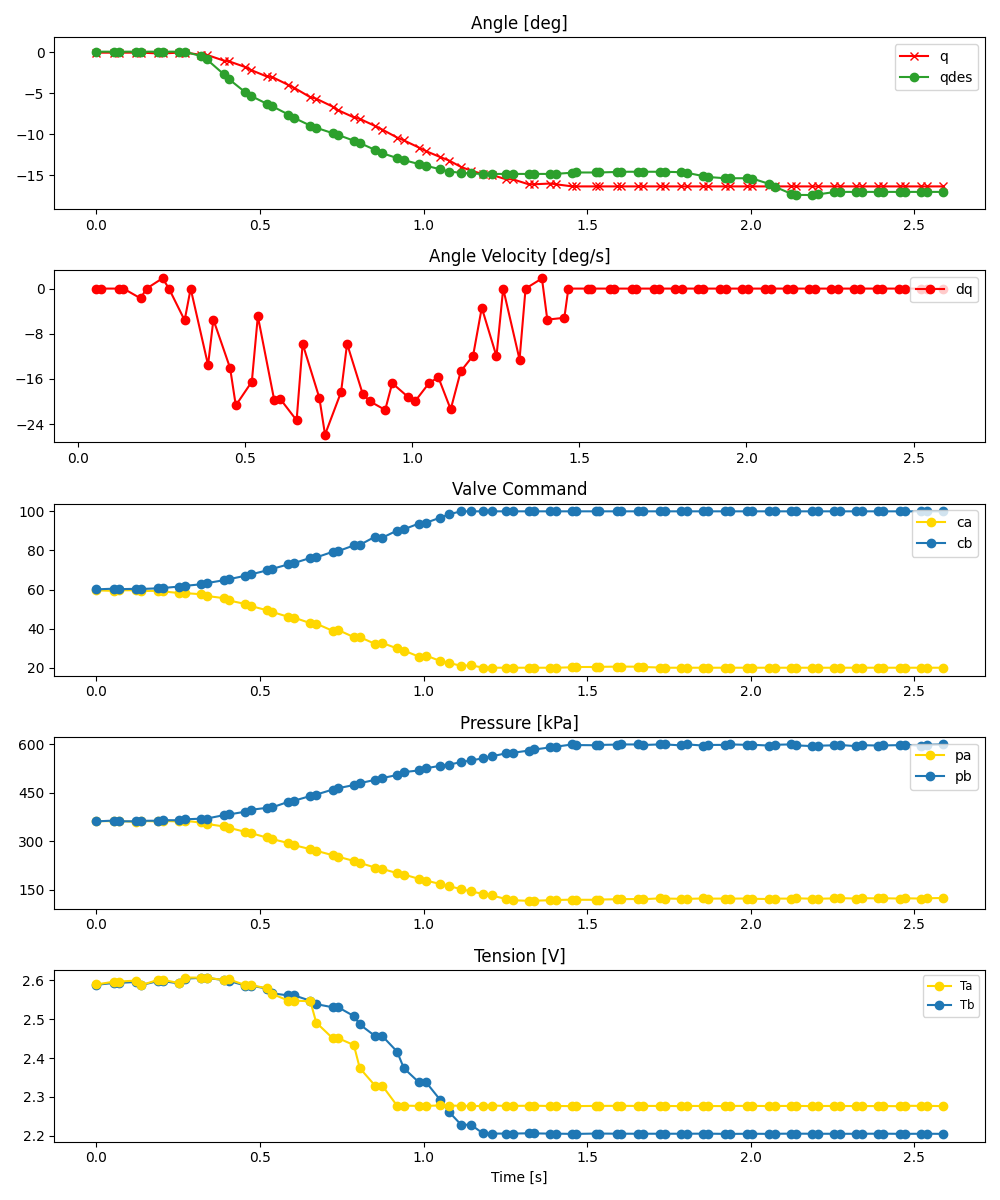 Angle [deg]
0
−5
−10
−15
q
qdes
0.0 0.5 1.0 1.5 2.0 2.5
Angle Velocity [deg/s]
0
−8
−16
−24
dq
0.0 0.5 1.0 1.5 2.0 2.5
Valve Command
100
80
60
40
20
ca
cb
0.0 0.5 1.0 1.5 2.0 2.5
Pressure [kPa]
600
450
300
150
pa
pb
0.0 0.5 1.0 1.5 2.0 2.5
Tension [V]
2.6
2.5
2.4
2.3
2.2
Ta
Tb
0.0 0.5 1.0 1.5 2.0 2.5
Time [s]